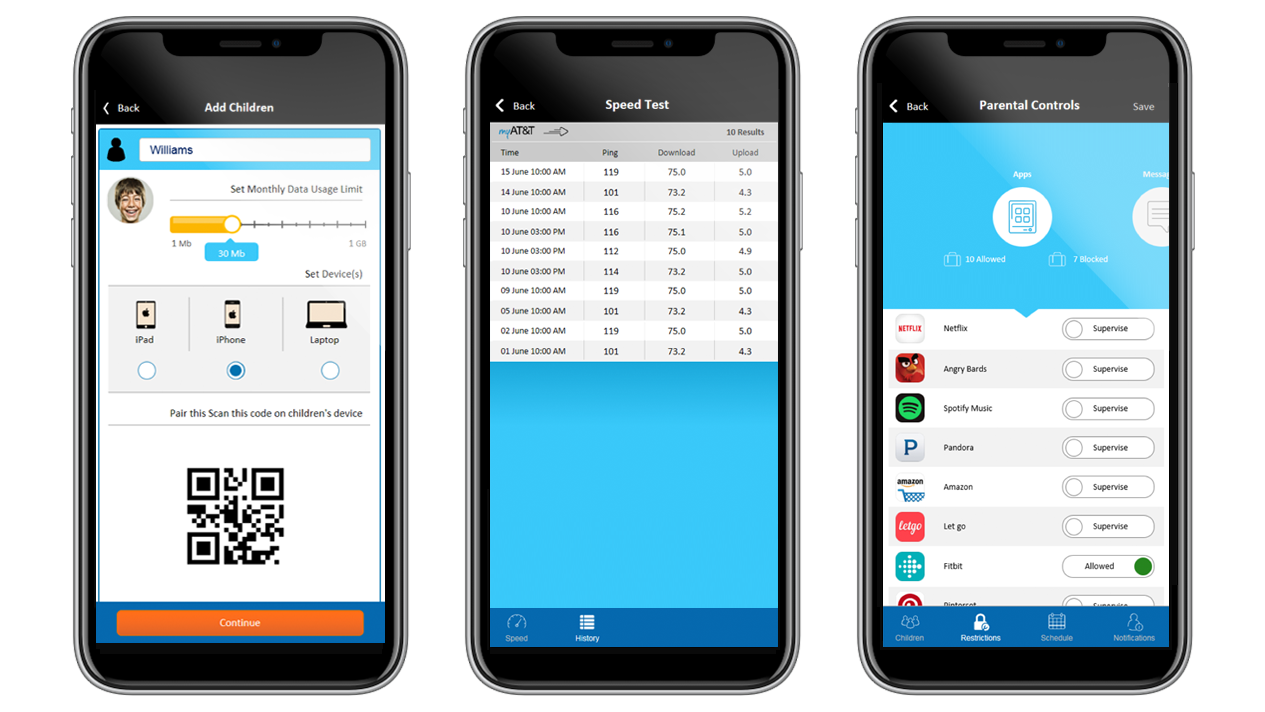 Back
Add Children
Williams
Set Monthly Data Usage Limit
1 Mb
1 GB
30 Mb
Set Device(s)
iPad iPhone Laptop
Pair this Scan this code on children's device
Continue
Back
Speed Test
myAT&T
10 Results
Time Ping Download Upload
15 June 10:00 AM 119 75.0 5.0
14 June 10:00 AM 101 73.2 4.3
10 June 10:00 AM 116 75.2 5.2
10 June 03:00 PM 116 75.1 5.0
10 June 03:00 PM 112 75.0 4.9
10 June 03:00 PM 114 73.2 5.0
09 June 10:00 AM 119 75.0 5.0
05 June 10:00 AM 101 73.2 4.3
02 June 10:00 AM 119 75.0 5.0
01 June 10:00 AM 101 73.2 4.3
Speed History
Back
Parental Controls
Save
Apps
Messag
10 Allowed
7 Blocked
NETFLIX Netflix Supervise
Angry Bards Supervise
Spotify Music Supervise
P Pandora Supervise
amazon Amazon Supervise
letgo Let go Supervise
Fitbit Allowed
Pinterest Supervise
Children Restrictions Schedule Notifications